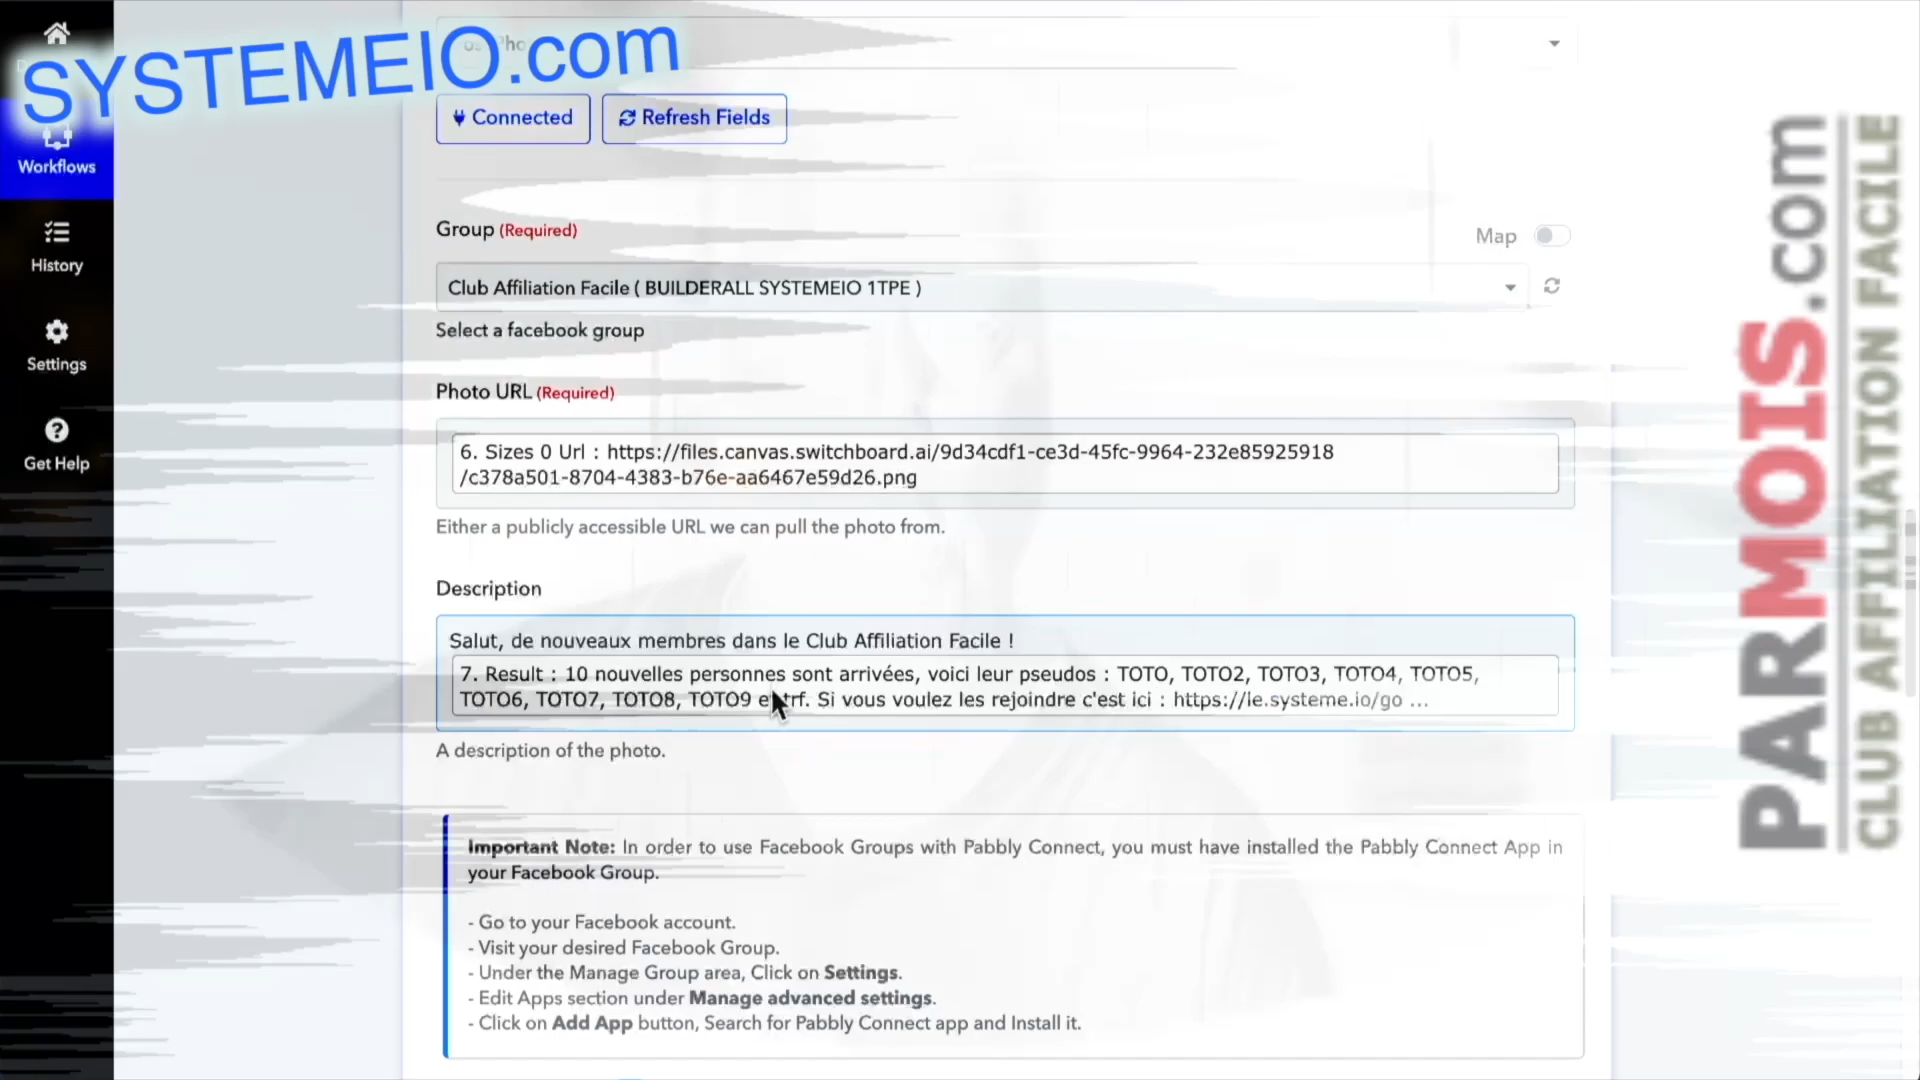 SYSTEMEIO.com
Connected
Refresh Fields
Workflows
Group (Required)
Map
History
Club Affiliation Facile ( BUILDERALL SYSTEMEIO 1TPE )
Select a facebook group
Settings
Photo URL (Required)
6. Sizes 0 Url : https://files.canvas.switchboard.ai/9d34cdf1-ce3d-45fc-9964-232e85925918
/c378a501-8704-4383-b76e-aa6467e59d26.png
Get Help
Either a publicly accessible URL we can pull the photo from.
Description
Salut, de nouveaux membres dans le Club Affiliation Facile !
7. Result : 10 nouvelles personnes sont arrivées, voici leur pseudos : TOTO, TOTO2, TOTO3, TOTO4, TOTO5,
TOTO6, TOTO7, TOTO8, TOTO9 Si vous voulez les rejoindre c'est ici : https://ie.systeme.io/go ...
A description of the photo.
Important Note: In order to use Facebook Groups with Pabbly Connect, you must have installed the Pabbly Connect App in
your Facebook Group.
- Go to your Facebook account.
- Visit your desired Facebook Group.
- Under the Manage Group area, Click on Settings.
- Edit Apps section under Manage advanced settings.
- Click on Add App button, Search for Pabbly Connect app and Install it.
PARMOIS.com
CLUB AFFILIATION FACILE